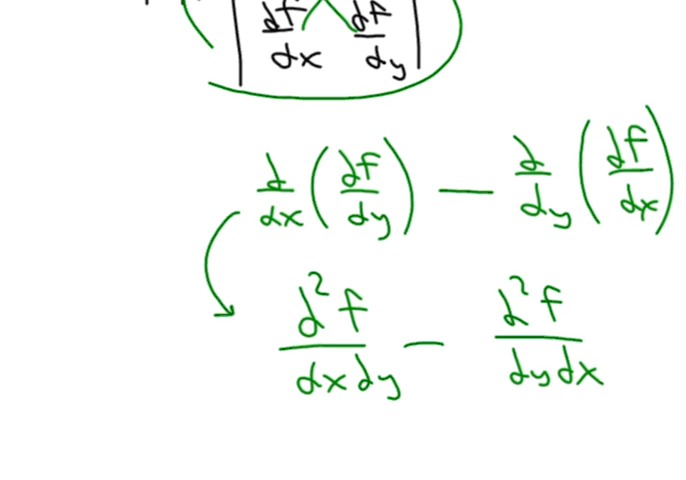 | df/dx df/dy |
d/dx (df/dy) — d/dy (df/dx)
d²f/dxdy — d²f/dydx